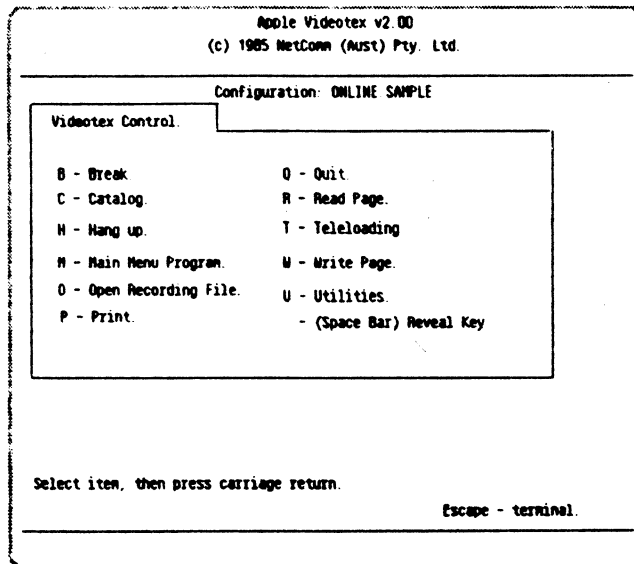 Apple Videotex v2.00
(c) 1985 NetComm (Aust) Pty. Ltd.
Configuration: ONLINE SAMPLE
Videotex Control.
B - Break
C - Catalog.
H - Hang up.
M - Main Menu Program.
O - Open Recording File.
P - Print.
Q - Quit
R - Read Page.
T - Teleloading
W - Write Page.
U - Utilities.
- (Space Bar) Reveal Key
Select item, then press carriage return.
Escape - terminal.